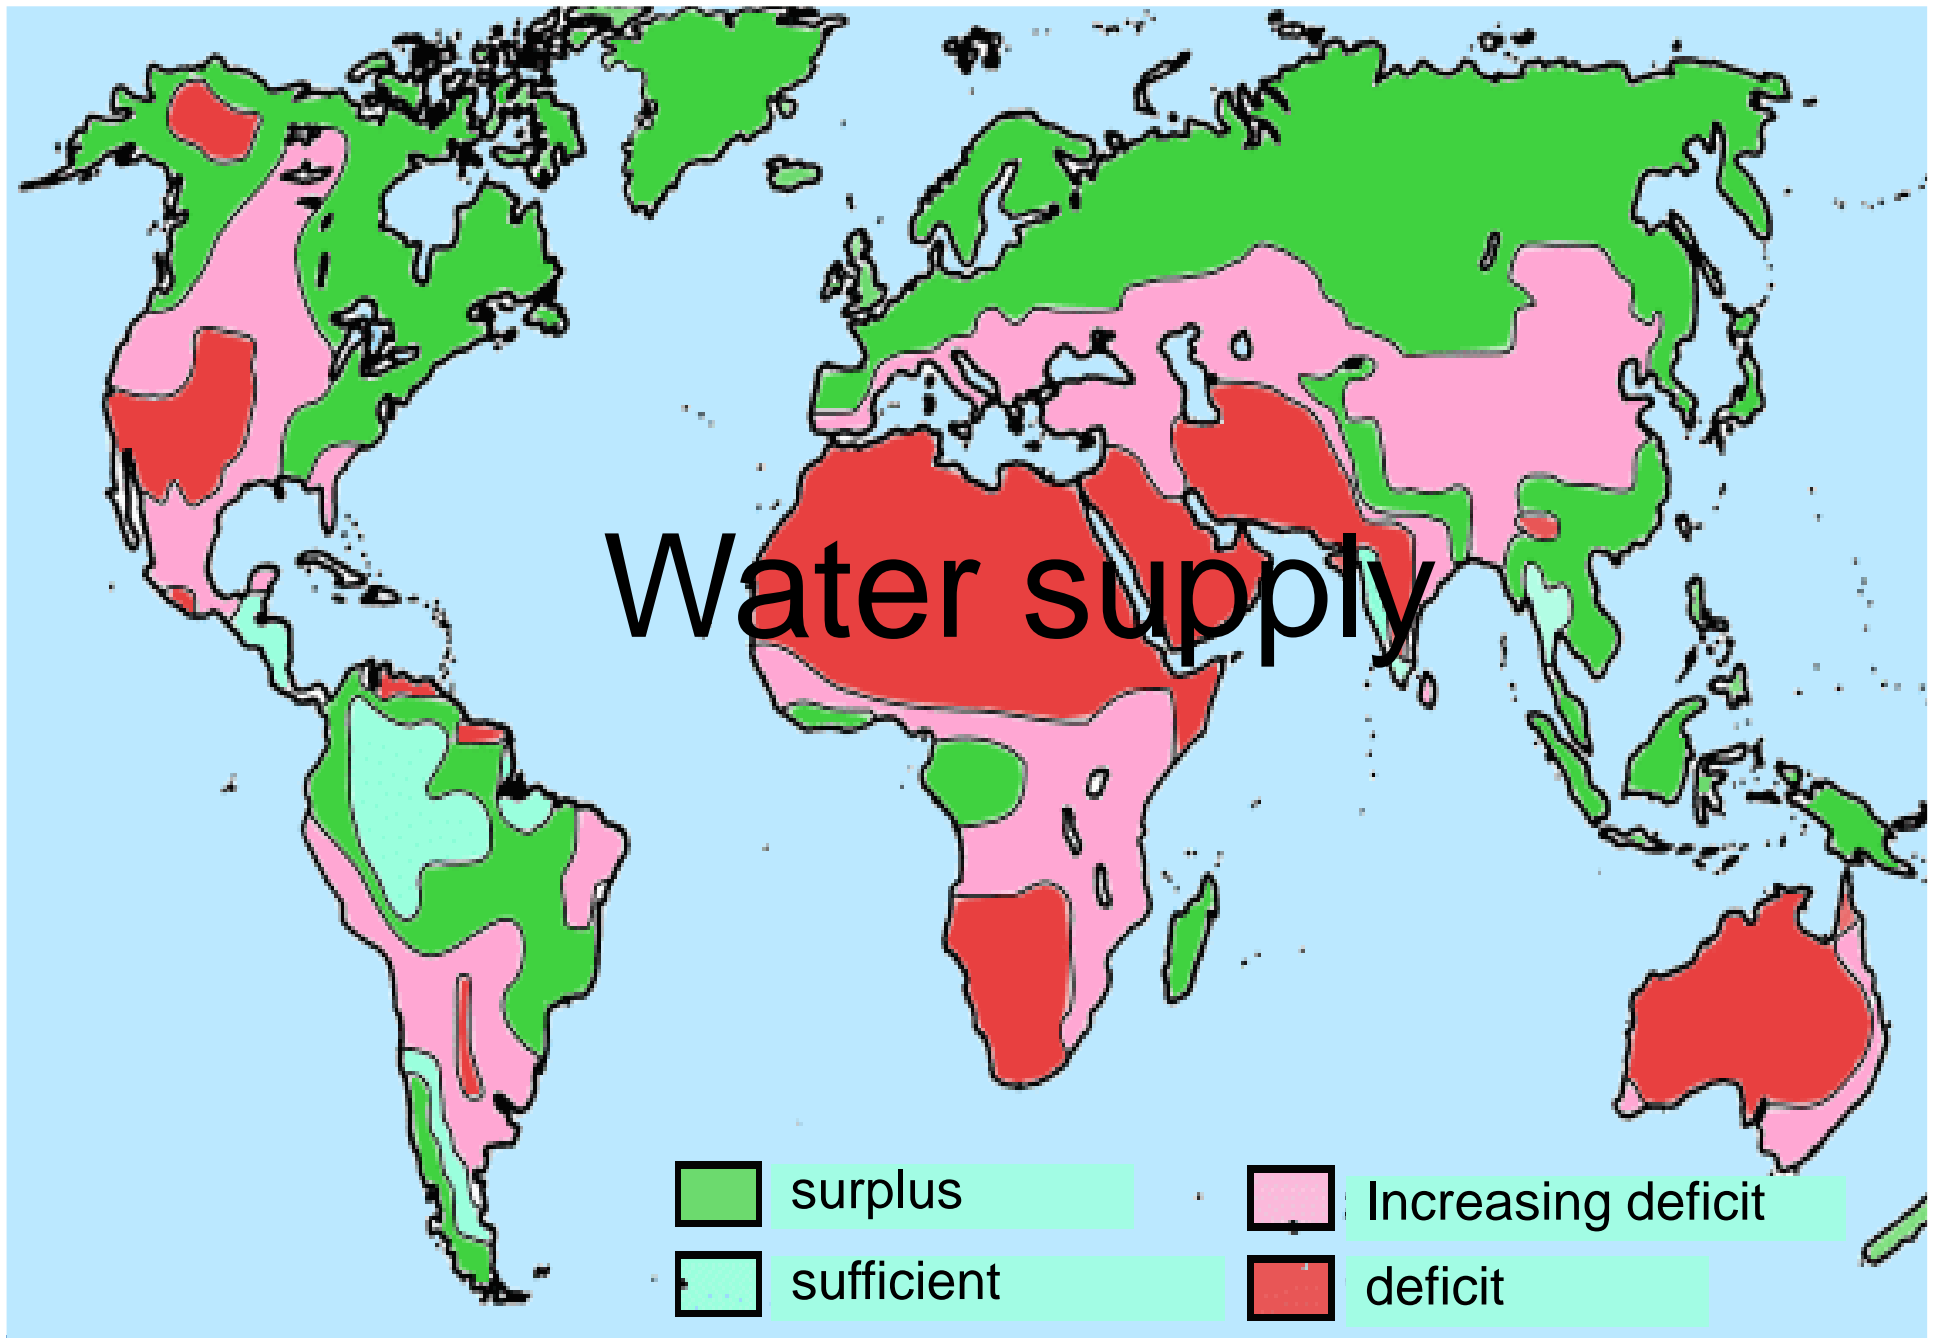 Water supply
surplus
Increasing deficit
sufficient
deficit